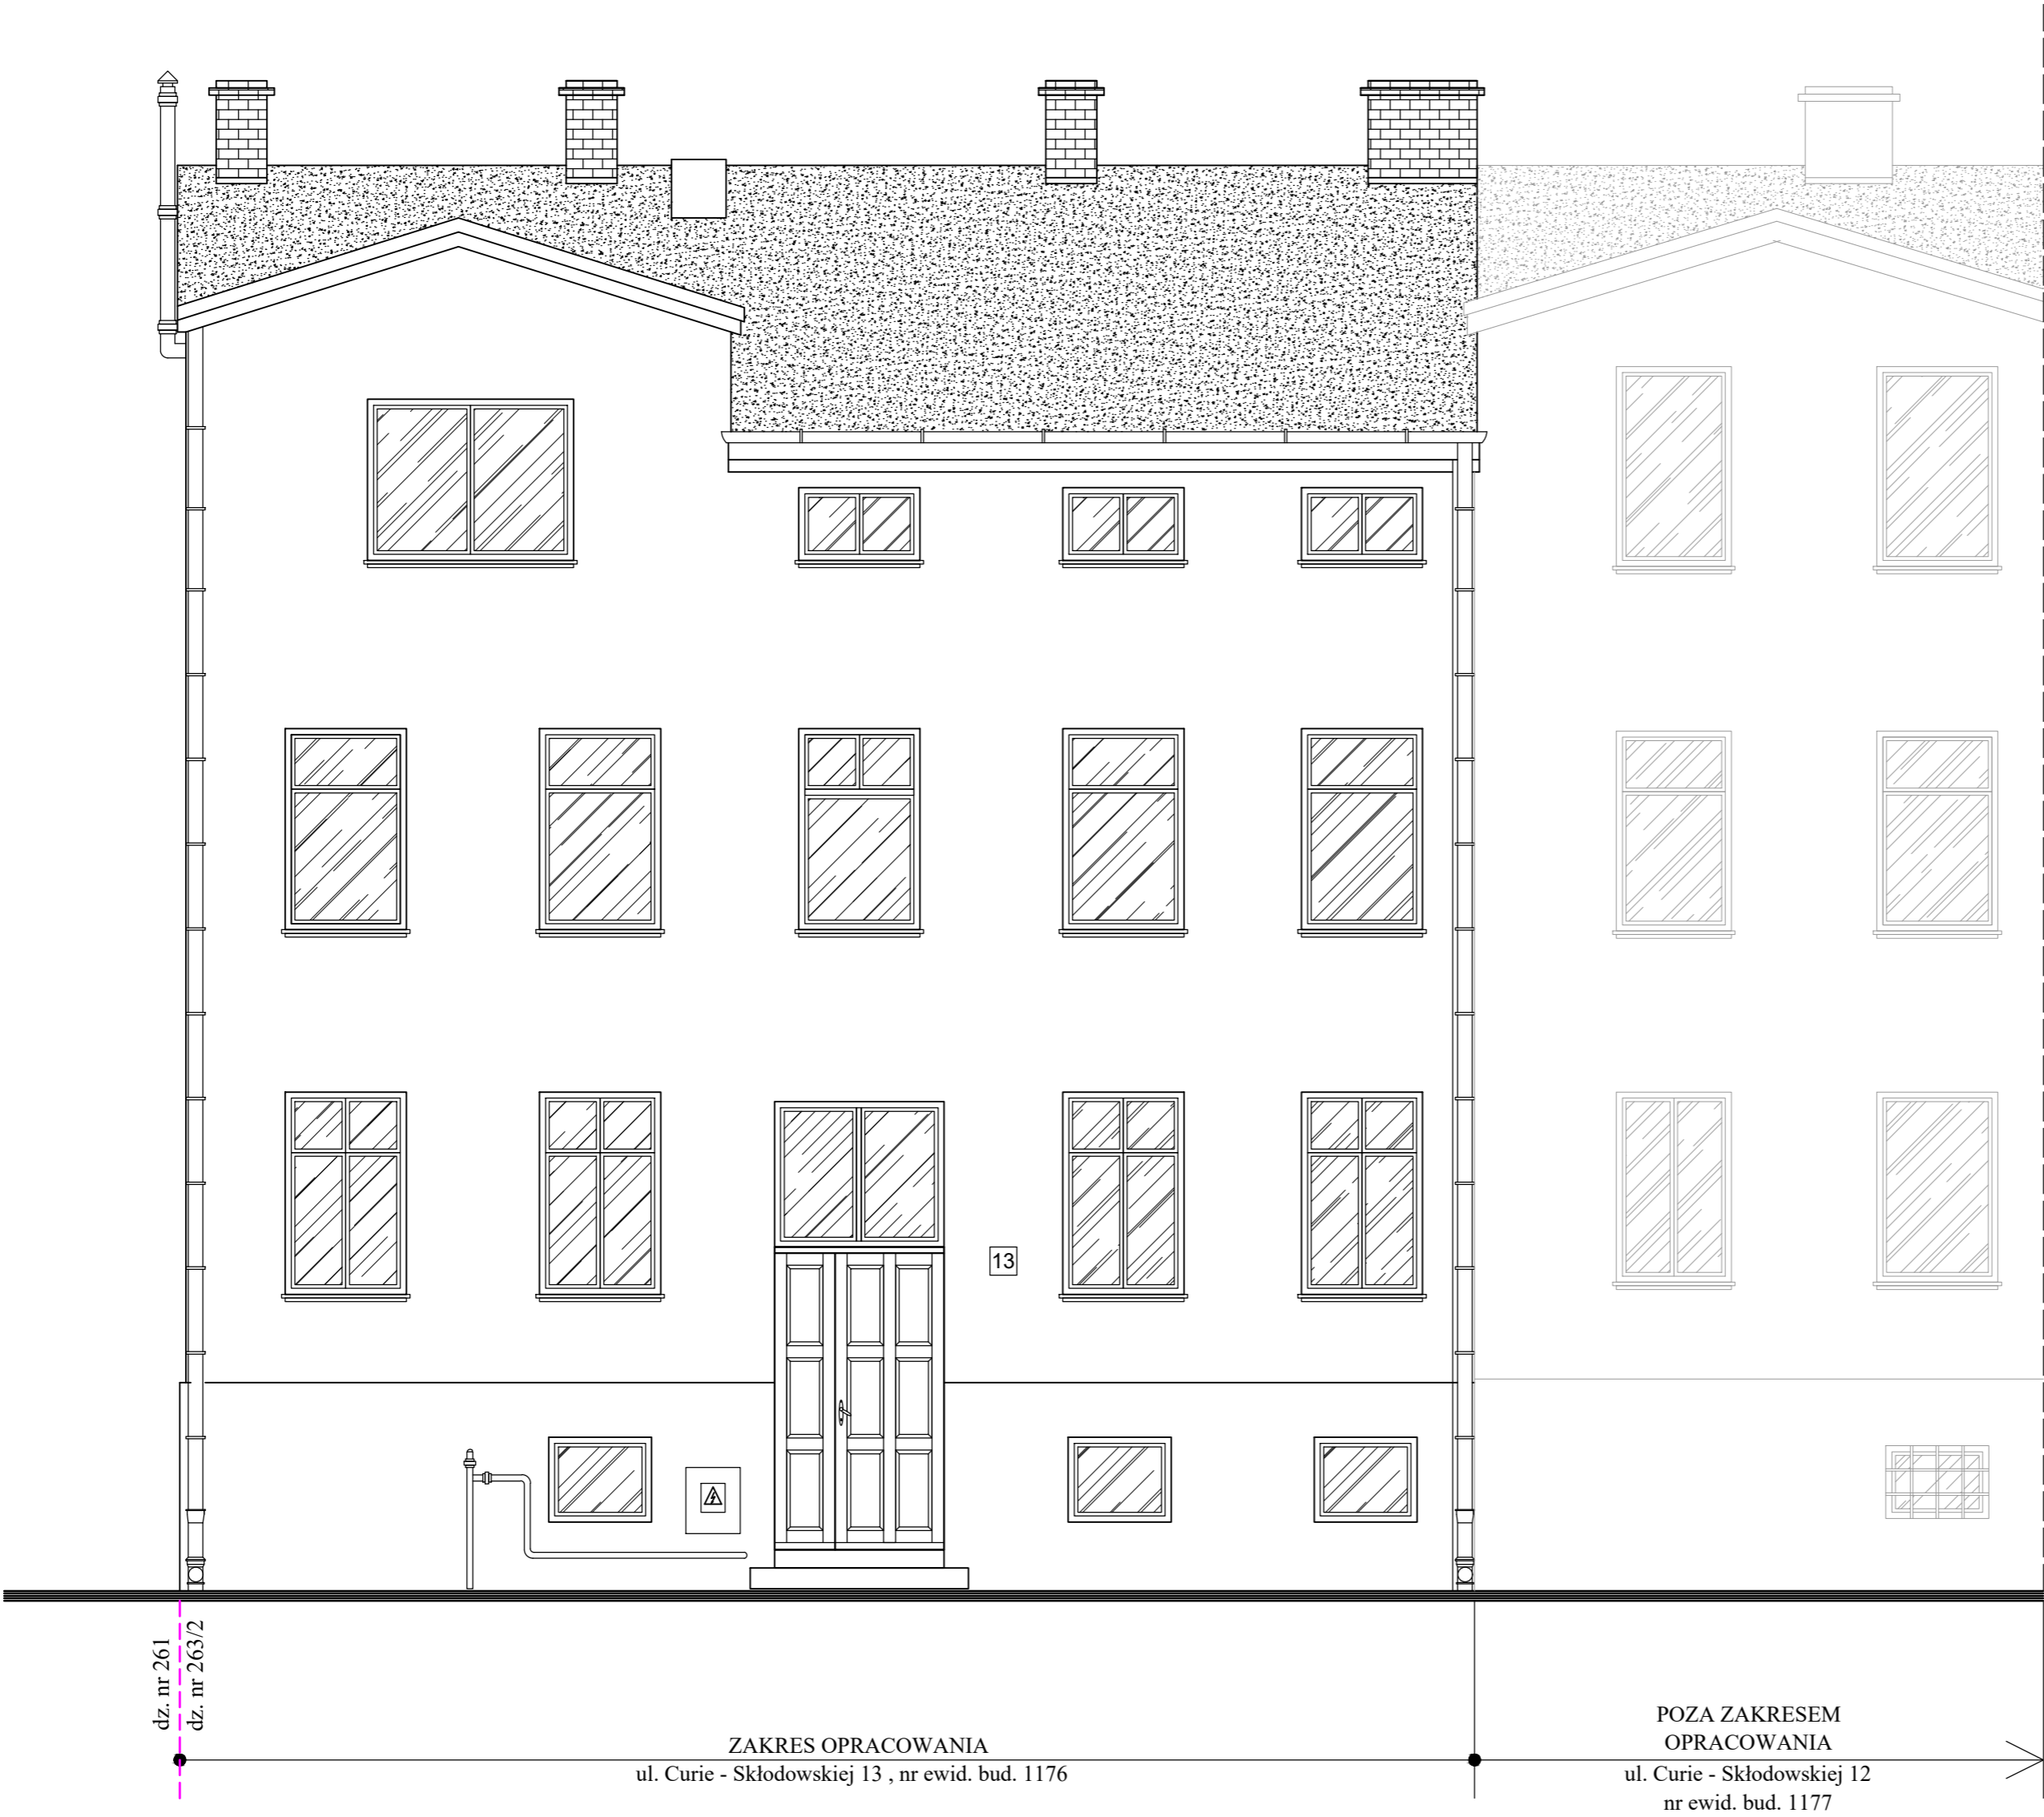 13
dz. nr 261
dz. nr 263/2
ZAKRES OPRACOWANIA
ul. Curie - Skłodowskiej 13 , nr ewid. bud. 1176
POZA ZAKRESEM
OPRACOWANIA
ul. Curie - Skłodowskiej 12
nr ewid. bud. 1177